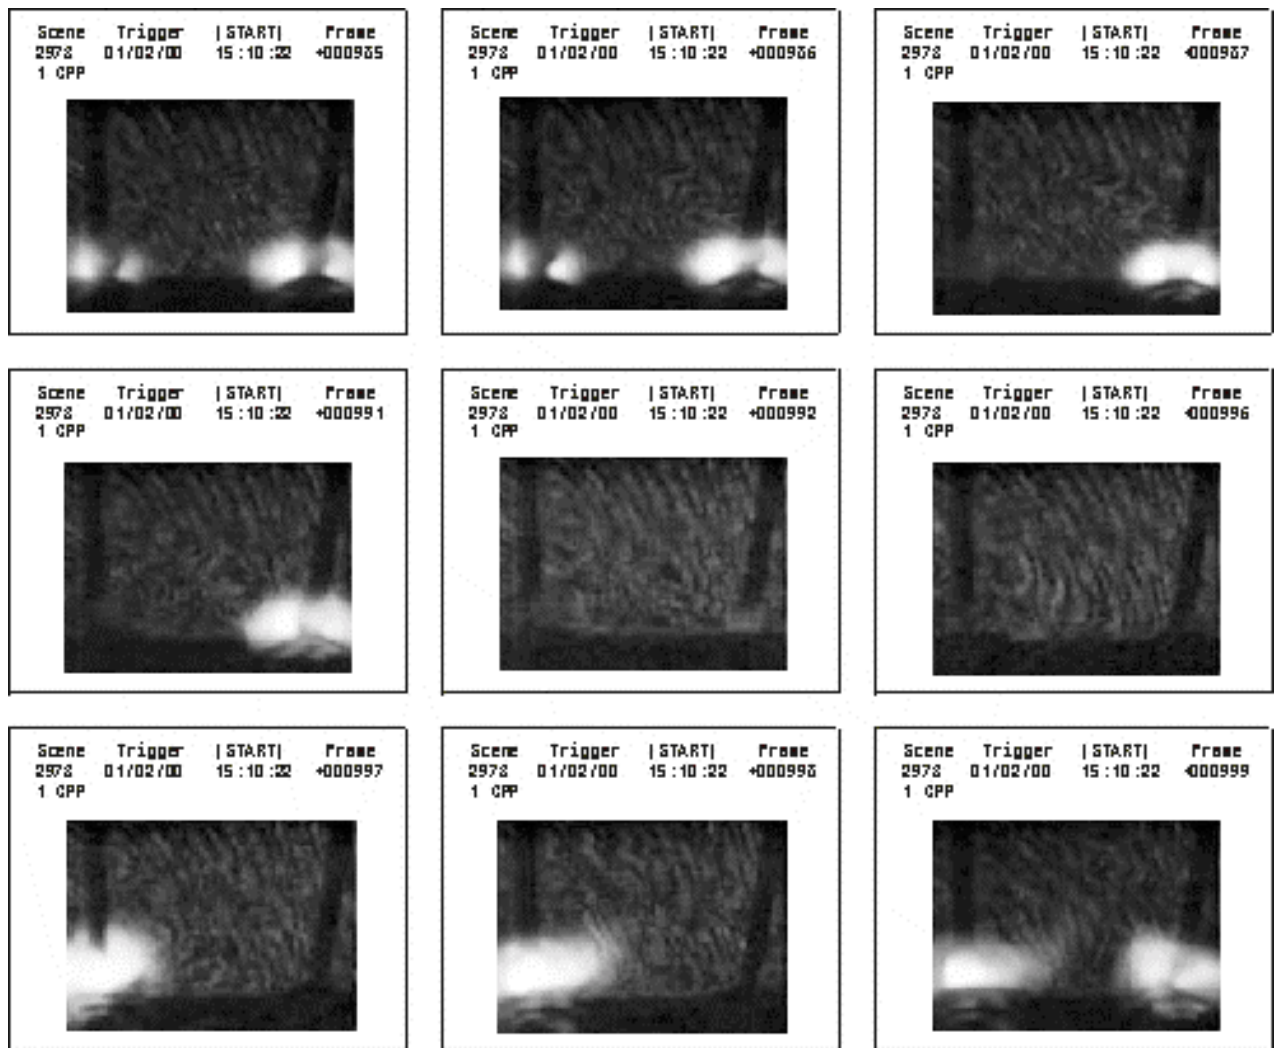 Scene Trigger |START| Frame
2978 01/02/00 15:10:22 +000985
1 CPP
Scene Trigger |START| Frame
2978 01/02/00 15:10:22 +000986
1 CPP
Scene Trigger |START| Frame
2978 01/02/00 15:10:22 +000987
1 CPP
Scene Trigger |START| Frame
2978 01/02/00 15:10:22 +000991
1 CPP
Scene Trigger |START| Frame
2978 01/02/00 15:10:22 +000992
1 CPP
Scene Trigger |START| Frame
2978 01/02/00 15:10:22 +000996
1 CPP
Scene Trigger |START| Frame
2978 01/02/00 15:10:22 +000997
1 CPP
Scene Trigger |START| Frame
2978 01/02/00 15:10:22 +000998
1 CPP
Scene Trigger |START| Frame
2978 01/02/00 15:10:22 +000999
1 CPP